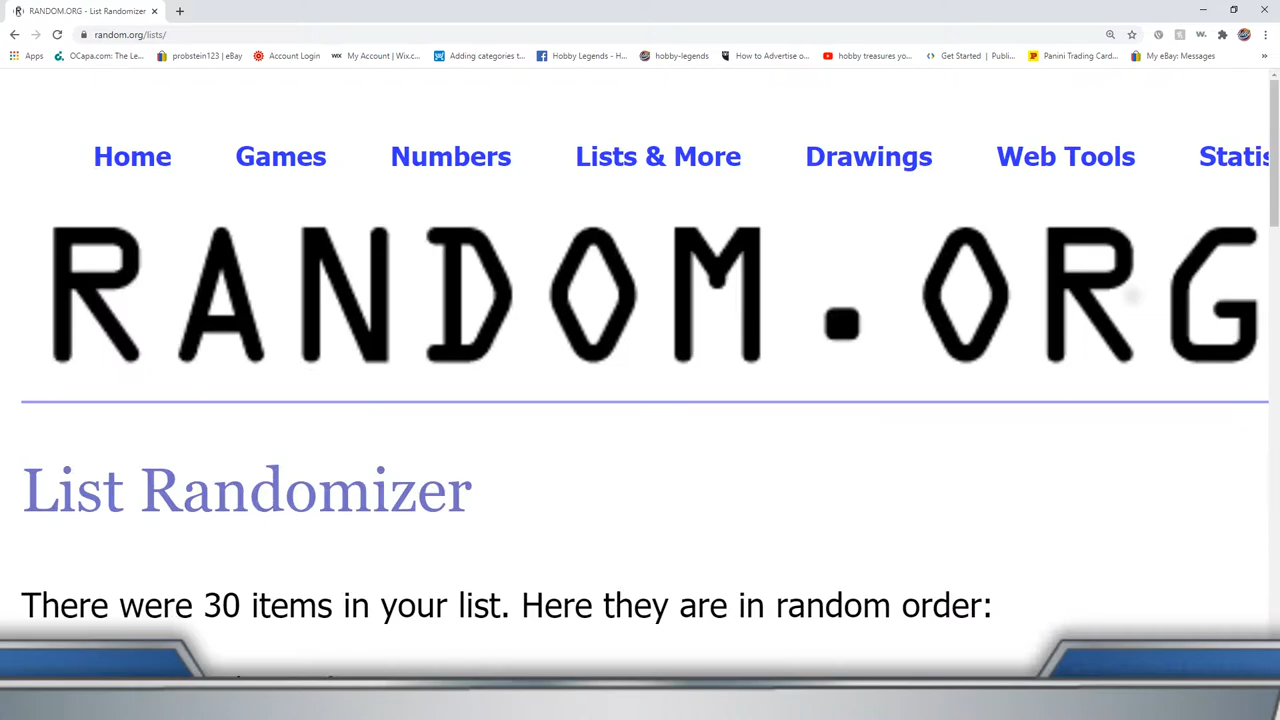 RANDOM.ORG - List Randomizer
random.org/lists/
Apps OCapa.com: The Le... probstein123 | eBay Account Login WIX My Account | Wix.c... Adding categories t... Hobby Legends - H... hobby-legends How to Advertise o... hobby treasures yo... Get Started | Publi... Panini Trading Card... My eBay: Messages
Home Games Numbers Lists & More Drawings Web Tools Statis
RANDOM.ORG
List Randomizer
There were 30 items in your list. Here they are in random order: